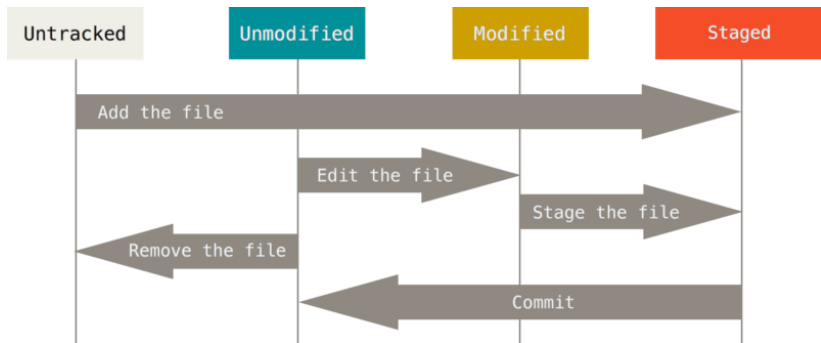 Untracked
Unmodified
Modified
Staged
Add the file
Edit the file
Stage the file
Remove the file
Commit